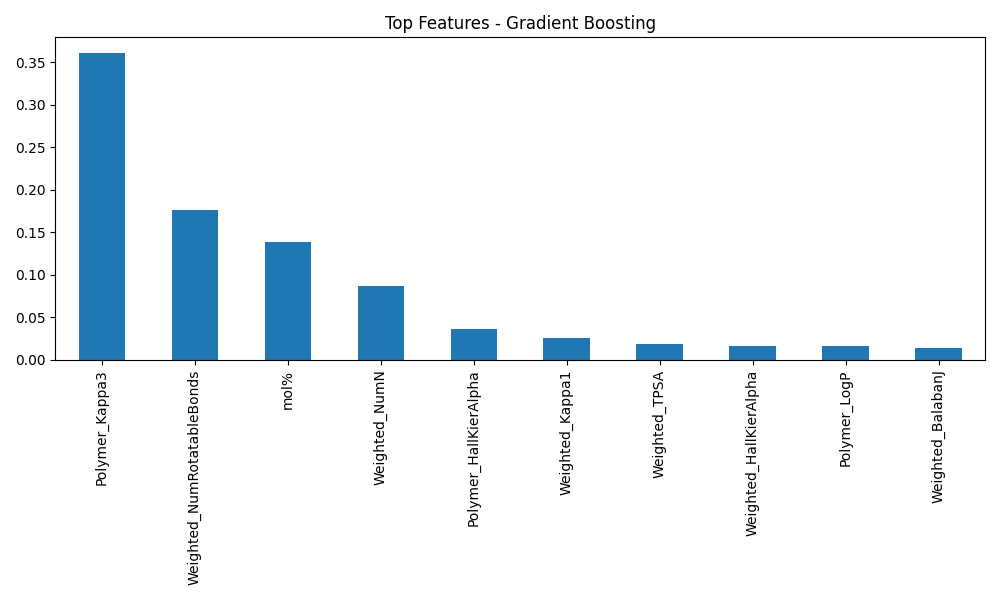 Top Features - Gradient Boosting
0.35
0.30
0.25
0.20
0.15
0.10
0.05
0.00
Polymer_Kappa3
Weighted_NumRotatableBonds
mol%
Weighted_NumN
Polymer_HallKierAlpha
Weighted_Kappa1
Weighted_TPSA
Weighted_HallKierAlpha
Polymer_LogP
Weighted_BalabanJ